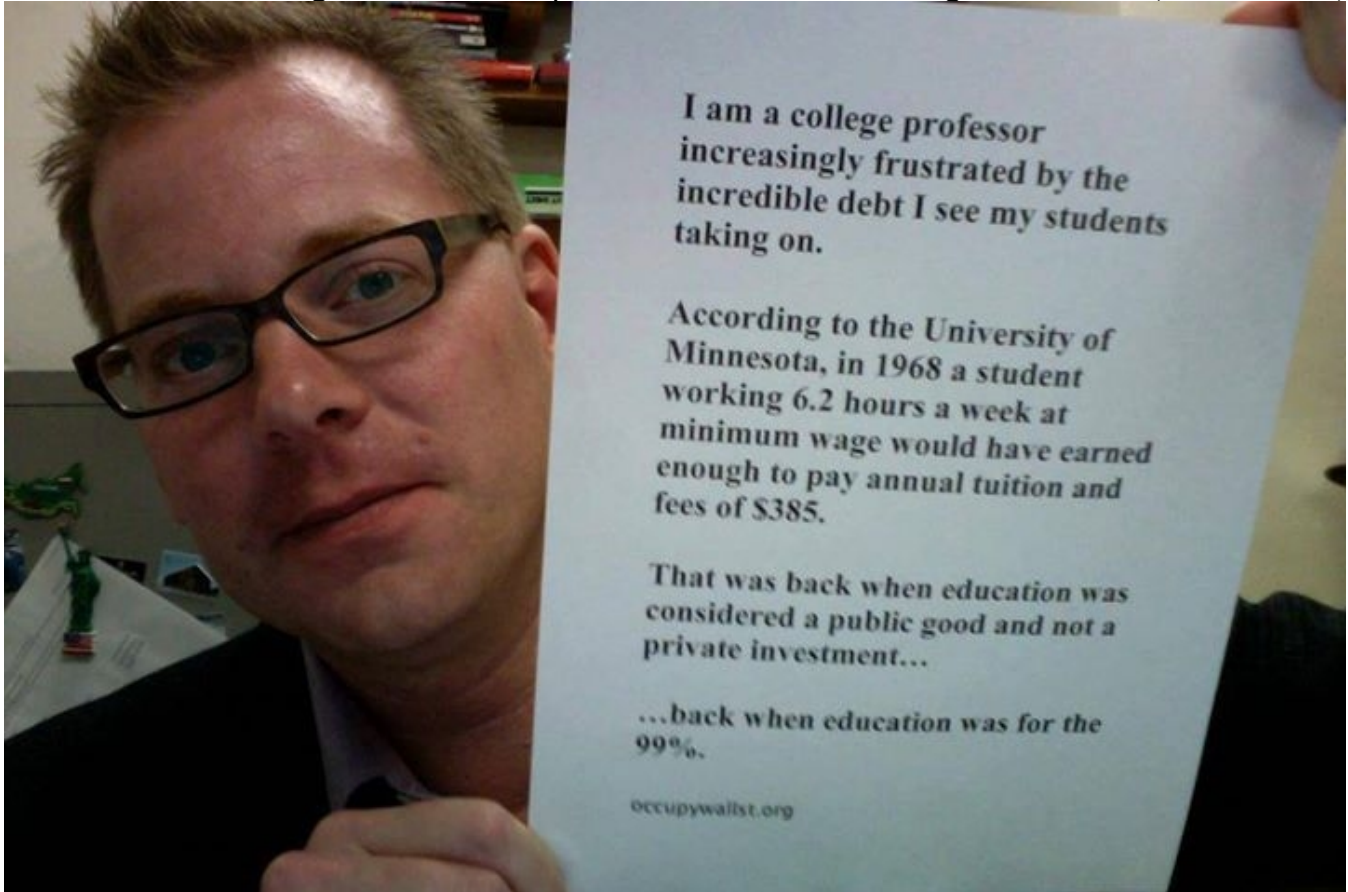 I am a college professor
increasingly frustrated by the
incredible debt I see my students
taking on.
According to the University of
Minnesota, in 1968 a student
working 6.2 hours a week at
minimum wage would have earned
enough to pay annual tuition and
fees of $385.
That was back when education was
considered a public good and not a
private investment...
...back when education was for the
99%.
occupywallst.org